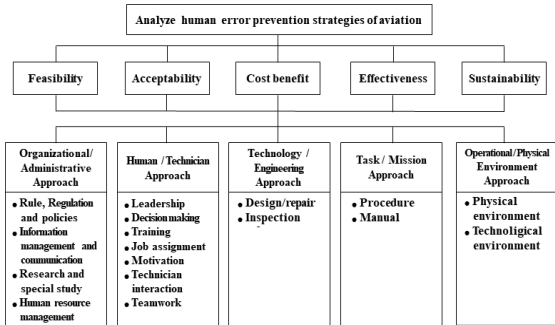 Analyze human error prevention strategies of aviation
Feasibility
Acceptability
Cost benefit
Effectiveness
Sustainability
Organizational/
Administrative
Approach
• Rule, Regulation
and policies
• Information
management and
communication
• Research and
special study
• Human resource
management
Human / Technician
Approach
• Leadership
• Decision making
• Training
• Job assignment
• Motivation
• Technician
interaction
• Teamwork
Technology /
Engineering
Approach
• Design/repair
• Inspection
Task / Mission
Approach
• Procedure
• Manual
Operational/Physical
Environment Approach
• Physical
environment
• Technoligical
environment